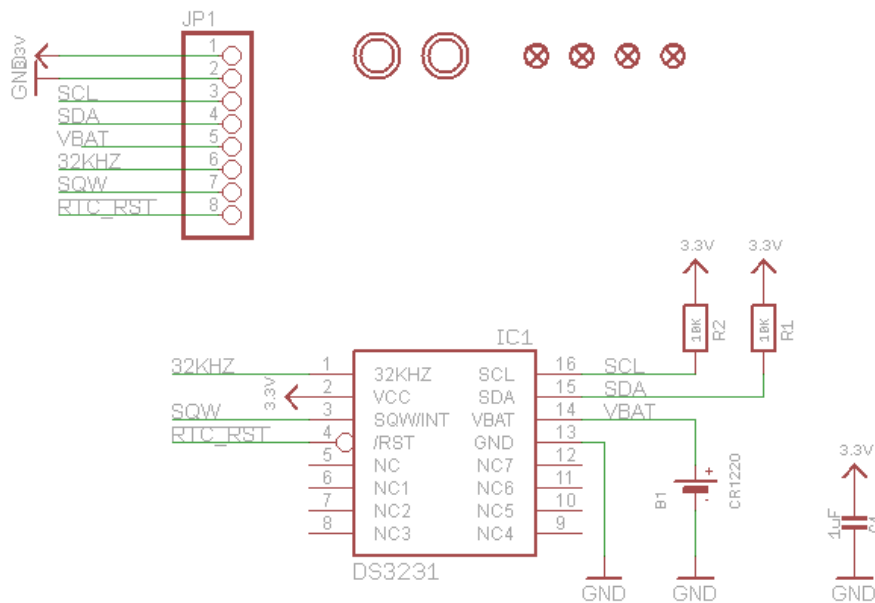 JP1
3.3V 1
GND 2
SCL 3
SDA 4
VBAT 5
32KHZ 6
SQW 7
RTC_RST 8
3.3V 3.3V
10K R2 10K R1
IC1
32KHZ 1 32KHZ SCL 16 SCL
3.3V 2 VCC SDA 15 SDA
SQW 3 SQW/INT VBAT 14 VBAT
RTC_RST 4 /RST GND 13
5 NC NC7 12
6 NC1 NC6 11
7 NC2 NC5 10
8 NC3 NC4 9
DS3231
B1 + - CR1220
3.3V
1uF
GND GND GND